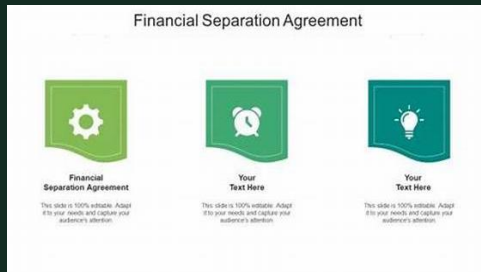 Financial Separation Agreement
Financial
Separation Agreement
This slide is 100% editable. Adapt
it to your needs and capture your
audience's attention.
Your
Text Here
This slide is 100% editable. Adapt
it to your needs and capture your
audience's attention.
Your
Text Here
This slide is 100% editable. Adapt
it to your needs and capture your
audience's attention.